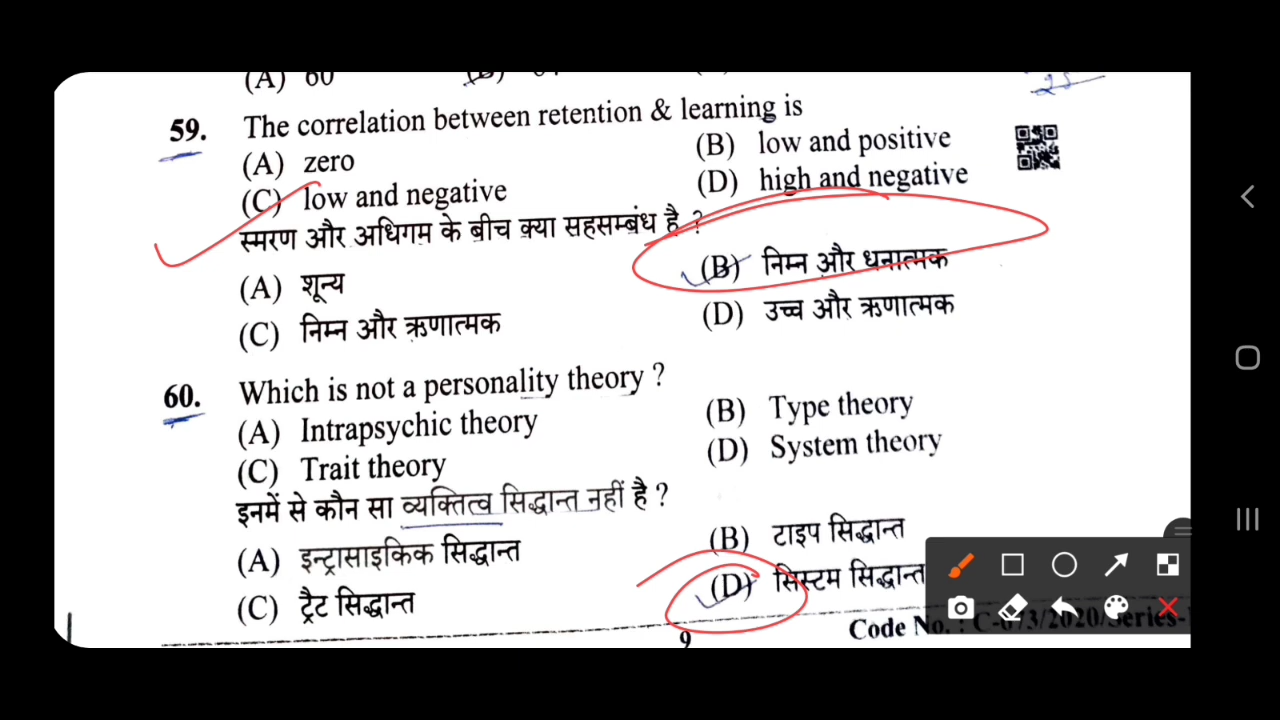 (A) 60
59. The correlation between retention & learning is
(A) zero (B) low and positive
(C) low and negative (D) high and negative
स्मरण और अधिगम के बीच क्या सहसम्बंध है ?
(A) शून्य (B) निम्न और धनात्मक
(C) निम्न और ऋणात्मक (D) उच्च और ऋणात्मक
60. Which is not a personality theory ?
(A) Intrapsychic theory (B) Type theory
(C) Trait theory (D) System theory
इनमें से कौन सा व्यक्तित्व सिद्धान्त नहीं है ?
(A) इन्ट्रासाइकिक सिद्धान्त (B) टाइप सिद्धान्त
(C) ट्रैट सिद्धान्त (D) सिस्टम सिद्धान्त
9 Code No. : C-073/2020/Series-